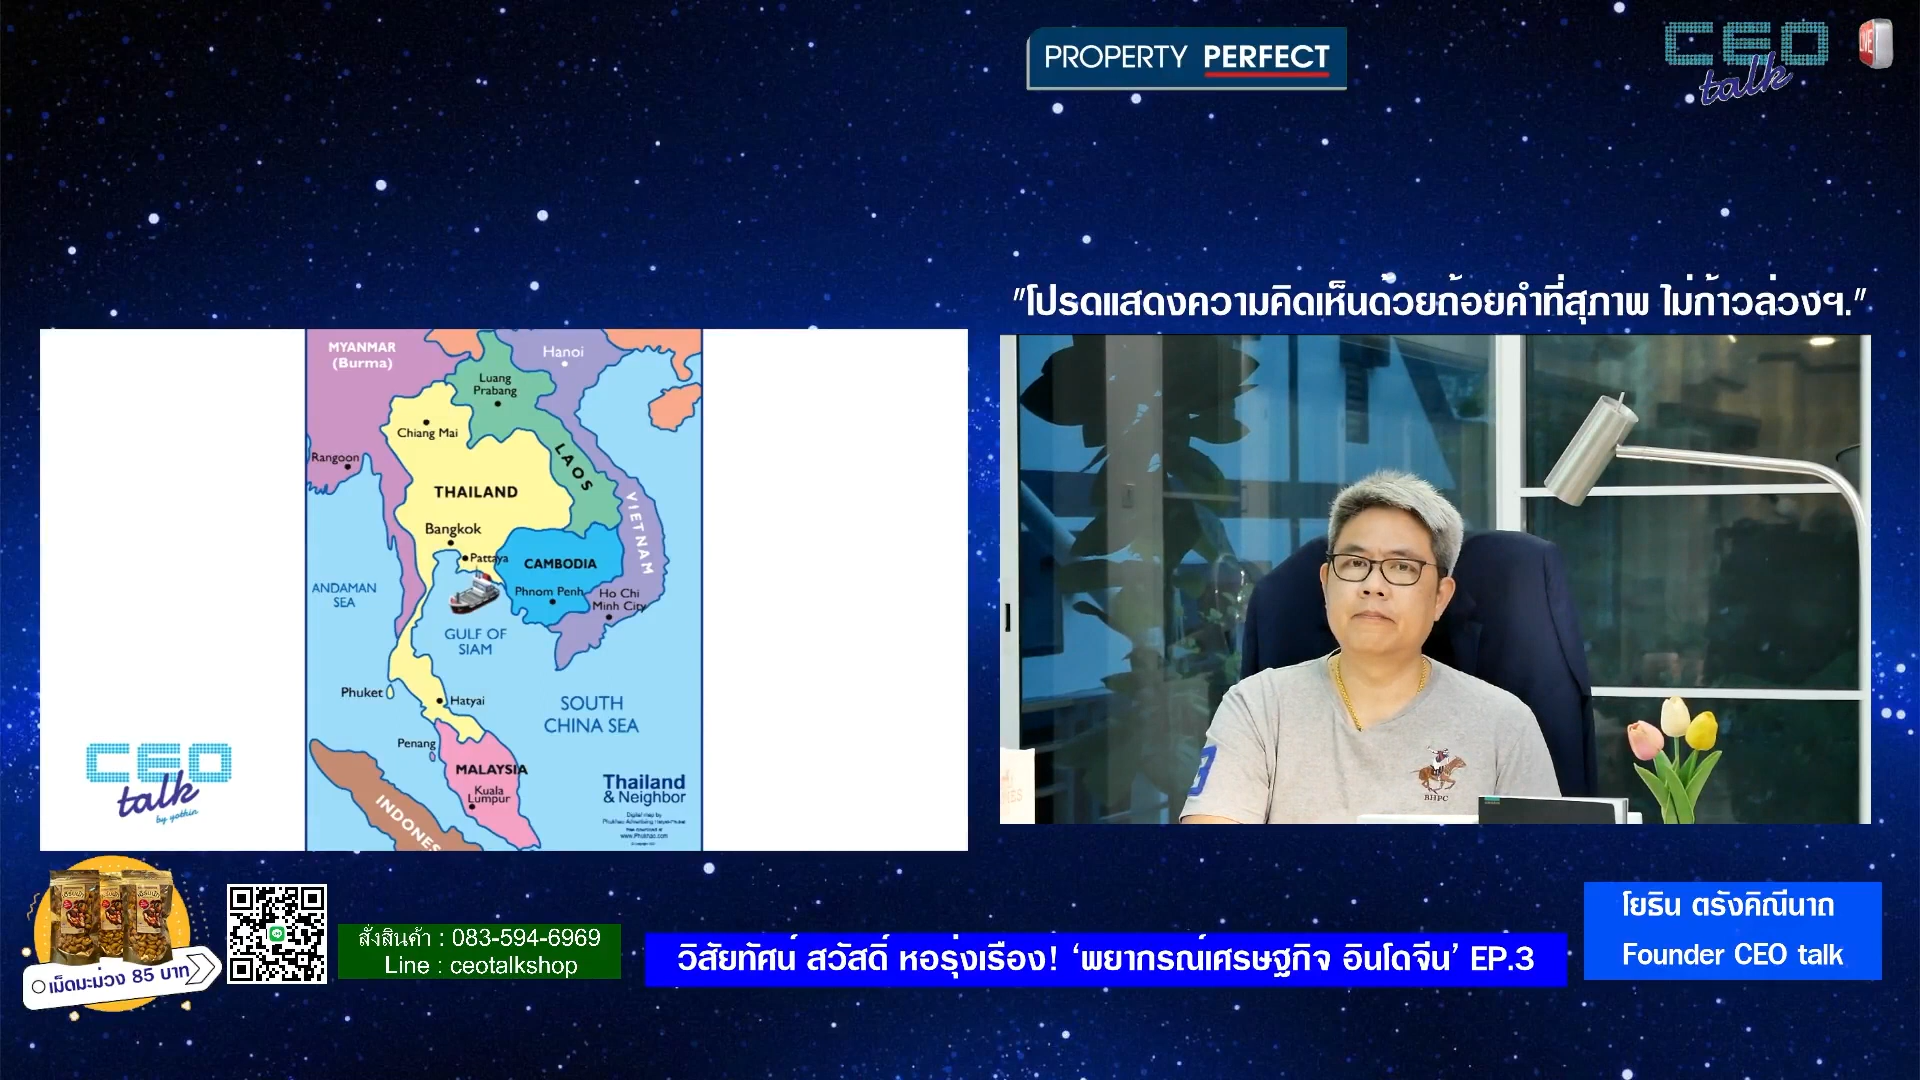 PROPERTY PERFECT
CEO
talk
LIVE
"โปรดแสดงความคิดเห็นด้วยถ้อยคำที่สุภาพ ไม่ก้าวล่วงฯ."
MYANMAR
(Burma)
Hanoi
Luang
Prabang
Chiang Mai
Rangoon
LAOS
THAILAND
VIETNAM
Bangkok
Pattaya
CAMBODIA
ANDAMAN
SEA
Phnom Penh
Ho Chi
Minh City
GULF OF
SIAM
Phuket
Hatyai
SOUTH
CHINA SEA
Penang
MALAYSIA
Kuala
Lumpur
INDONES
Thailand
& Neighbor
CEO
talk
by yothin
BHPC
เม็ดมะม่วง 85 บาท
สั่งสินค้า : 083-594-6969
Line : ceotalkshop
วิสัยทัศน์ สวัสดิ์ หอรุ่งเรือง! ‘พยากรณ์เศรษฐกิจ อินโดจีน’ EP.3
โยธิน ตรังคิณีนาถ
Founder CEO talk